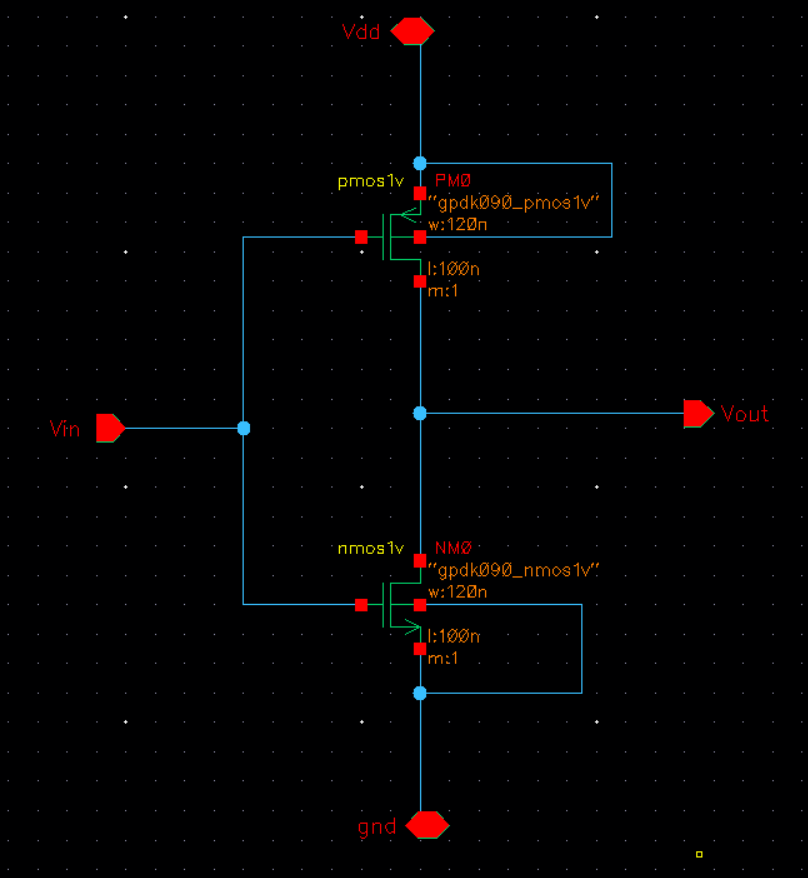 Vdd
pmos1v PM0
"gpdk090_pmos1v"
w:120n
l:100n
m:1
Vin
Vout
nmos1v NM0
"gpdk090_nmos1v"
w:120n
l:100n
m:1
gnd